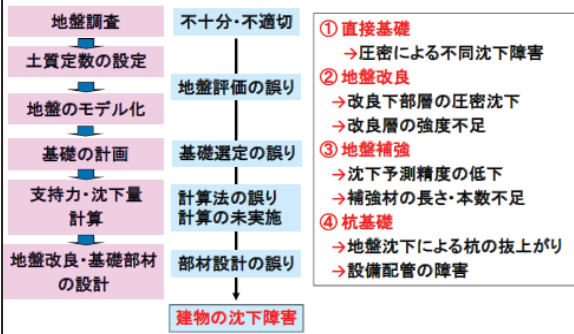 地盤調査
土質定数の設定
地盤のモデル化
基礎の計画
支持力・沈下量
計算
地盤改良・基礎部材
の設計
不十分・不適切
地盤評価の誤り
基礎選定の誤り
計算法の誤り
計算の未実施
部材設計の誤り
建物の沈下障害
①直接基礎
→圧密による不同沈下障害
②地盤改良
→改良下部層の圧密沈下
→改良層の強度不足
③地盤補強
→沈下予測精度の低下
→補強材の長さ・本数不足
④杭基礎
→地盤沈下による杭の抜上がり
→設備配管の障害